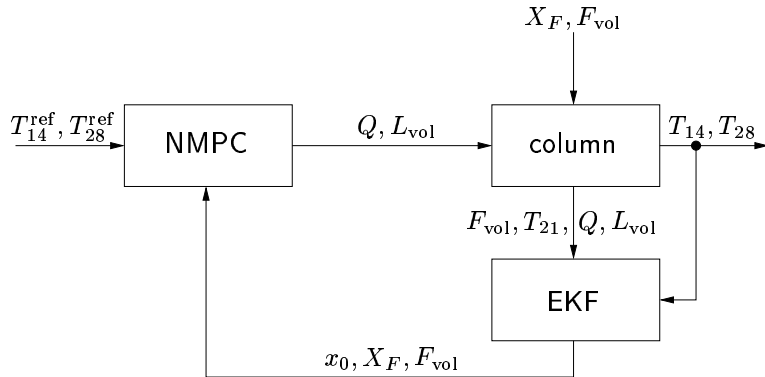 X_F, F_vol
T_14^ref, T_28^ref
NMPC
Q, L_vol
column
T_14, T_28
F_vol, T_21, Q, L_vol
EKF
x_0, X_F, F_vol